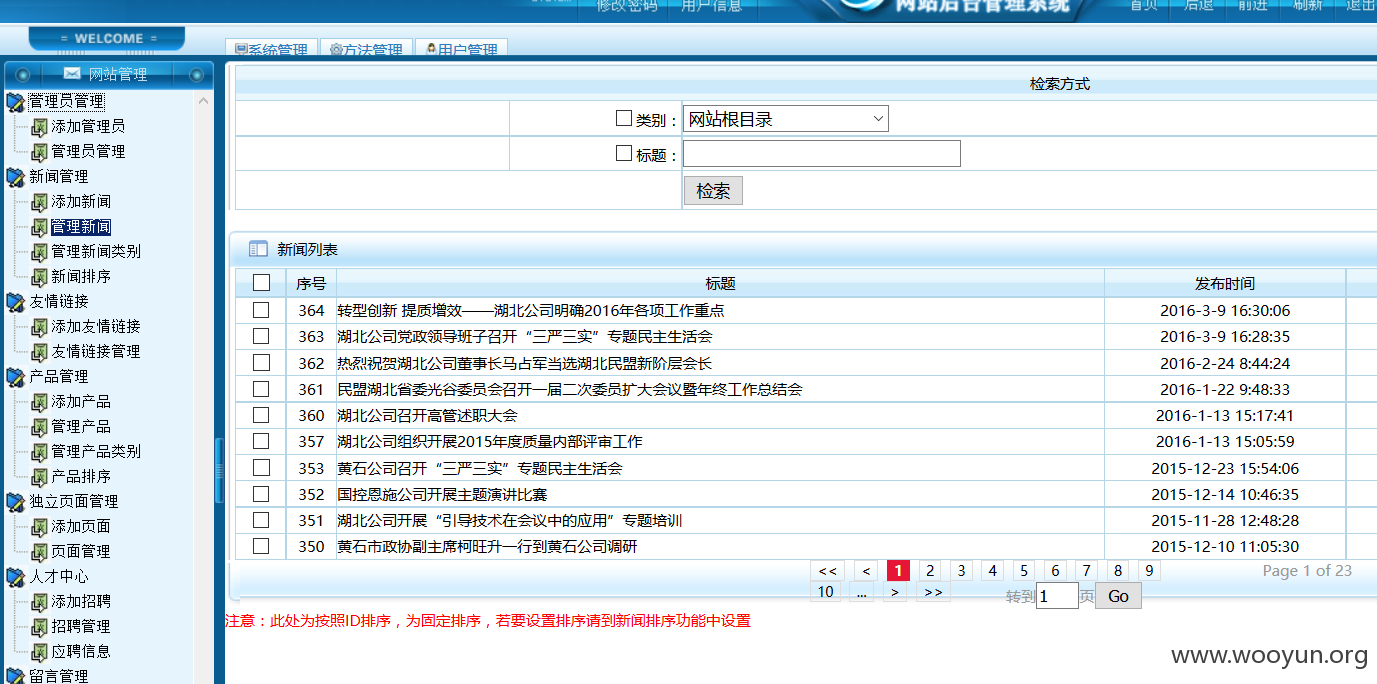 修改密码 用户信息 网站后台管理系统 首页 后退 前进 刷新 退出
= WELCOME =
系统管理 方法管理 用户管理
网站管理
管理员管理
添加管理员
管理员管理
新闻管理
添加新闻
管理新闻
管理新闻类别
新闻排序
友情链接
添加友情链接
友情链接管理
产品管理
添加产品
管理产品
管理产品类别
产品排序
独立页面管理
添加页面
页面管理
人才中心
添加招聘
招聘管理
应聘信息
留言管理
检索方式
类别： 网站根目录
标题：
检索
新闻列表
序号 标题 发布时间
364 转型创新 提质增效——湖北公司明确2016年各项工作重点 2016-3-9 16:30:06
363 湖北公司党政领导班子召开“三严三实”专题民主生活会 2016-3-9 16:28:35
362 热烈祝贺湖北公司董事长马占军当选湖北民盟新阶层会长 2016-2-24 8:44:24
361 民盟湖北省委光谷委员会召开一届二次委员扩大会议暨年终工作总结会 2016-1-22 9:48:33
360 湖北公司召开高管述职大会 2016-1-13 15:17:41
357 湖北公司组织开展2015年度质量内部评审工作 2016-1-13 15:05:59
353 黄石公司召开“三严三实”专题民主生活会 2015-12-23 15:54:06
352 国控恩施公司开展主题演讲比赛 2015-12-14 10:46:35
351 湖北公司开展“引导技术在会议中的应用”专题培训 2015-11-28 12:48:28
350 黄石市政协副主席柯旺升一行到黄石公司调研 2015-12-10 11:05:30
<< < 1 2 3 4 5 6 7 8 9 Page 1 of 23
10 ... > >> 转到 1 页 Go
注意：此处为按照ID排序，为固定排序，若要设置排序请到新闻排序功能中设置
www.wooyun.org